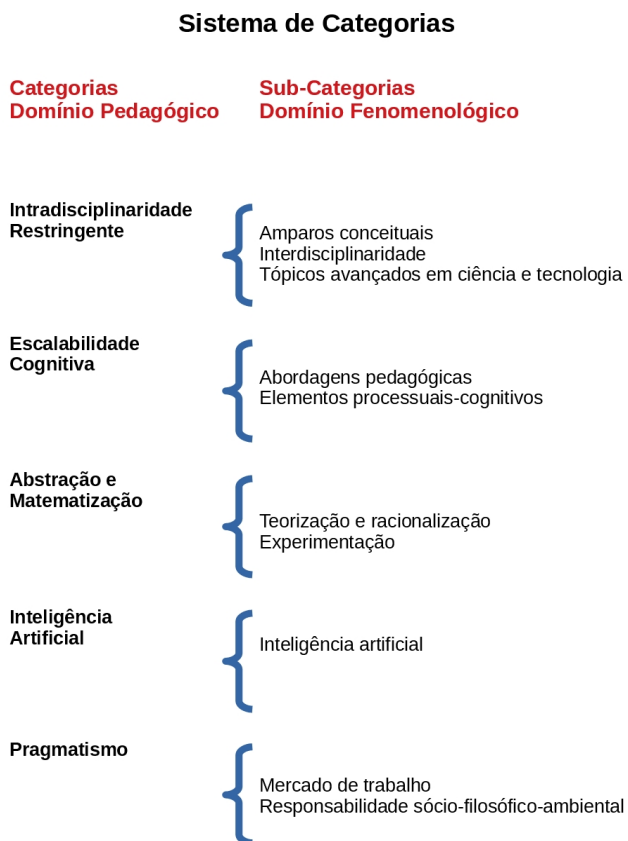 Sistema de Categorias
Categorias
Domínio Pedagógico
Sub-Categorias
Domínio Fenomenológico
Intradisciplinaridade
Restringente
Amparos conceituais
Interdisciplinaridade
Tópicos avançados em ciência e tecnologia
Escalabilidade
Cognitiva
Abordagens pedagógicas
Elementos processuais-cognitivos
Abstração e
Matematização
Teorização e racionalização
Experimentação
Inteligência
Artificial
Inteligência artificial
Pragmatismo
Mercado de trabalho
Responsabilidade sócio-filosófico-ambiental